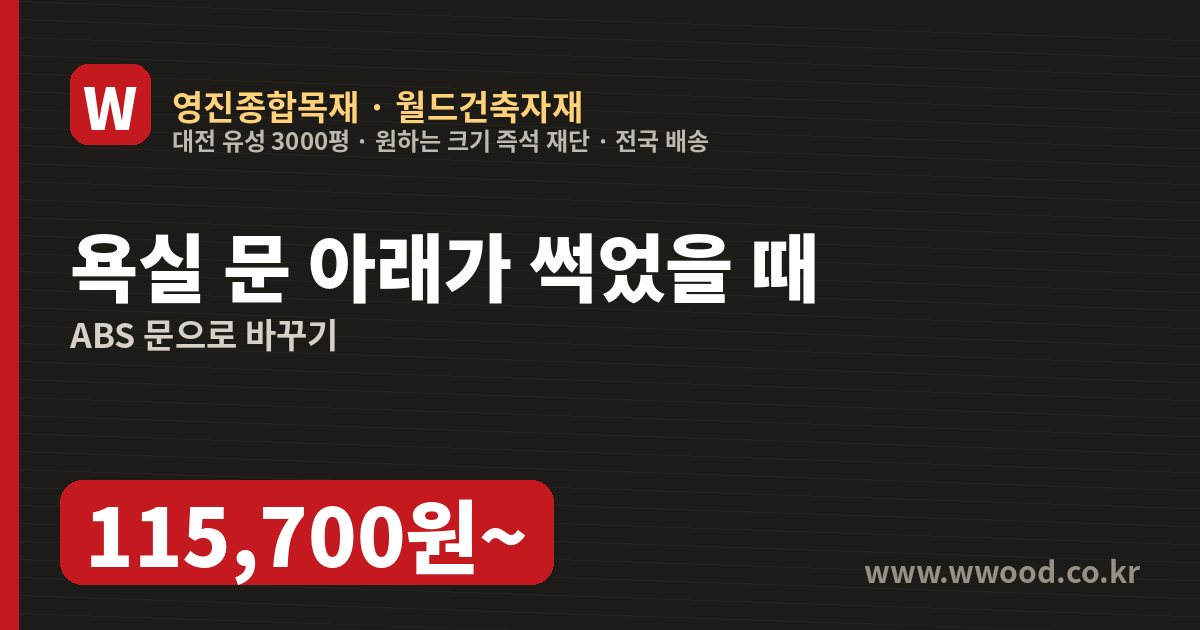 W
영진종합목재 · 월드건축자재
대전 유성 3000평 · 원하는 크기 즉석 재단 · 전국 배송
욕실 문 아래가 썩었을 때
ABS 문으로 바꾸기
115,700원~
www.wwood.co.kr